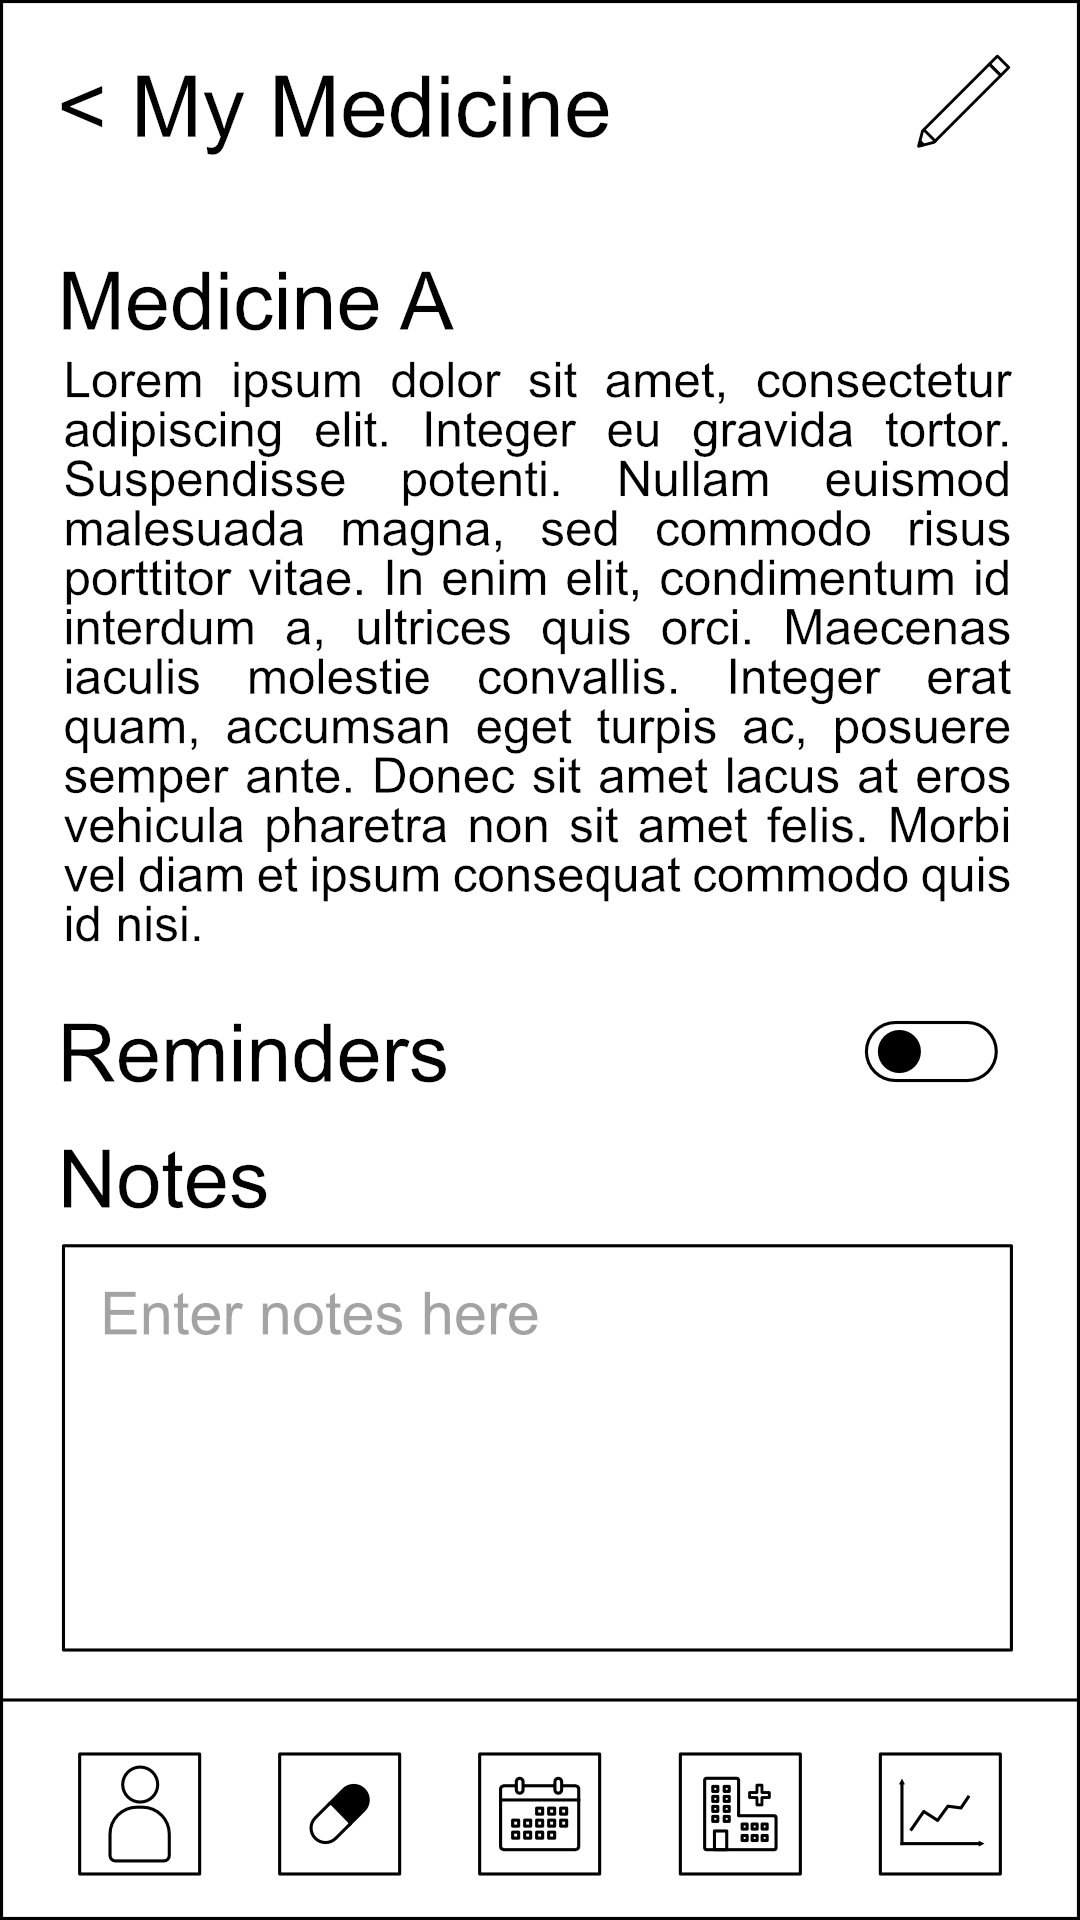 < My Medicine
Medicine A
Lorem ipsum dolor sit amet, consectetur
adipiscing elit. Integer eu gravida tortor.
Suspendisse potenti. Nullam euismod
malesuada magna, sed commodo risus
porttitor vitae. In enim elit, condimentum id
interdum a, ultrices quis orci. Maecenas
iaculis molestie convallis. Integer erat
quam, accumsan eget turpis ac, posuere
semper ante. Donec sit amet lacus at eros
vehicula pharetra non sit amet felis. Morbi
vel diam et ipsum consequat commodo quis
id nisi.
Reminders
Notes
Enter notes here